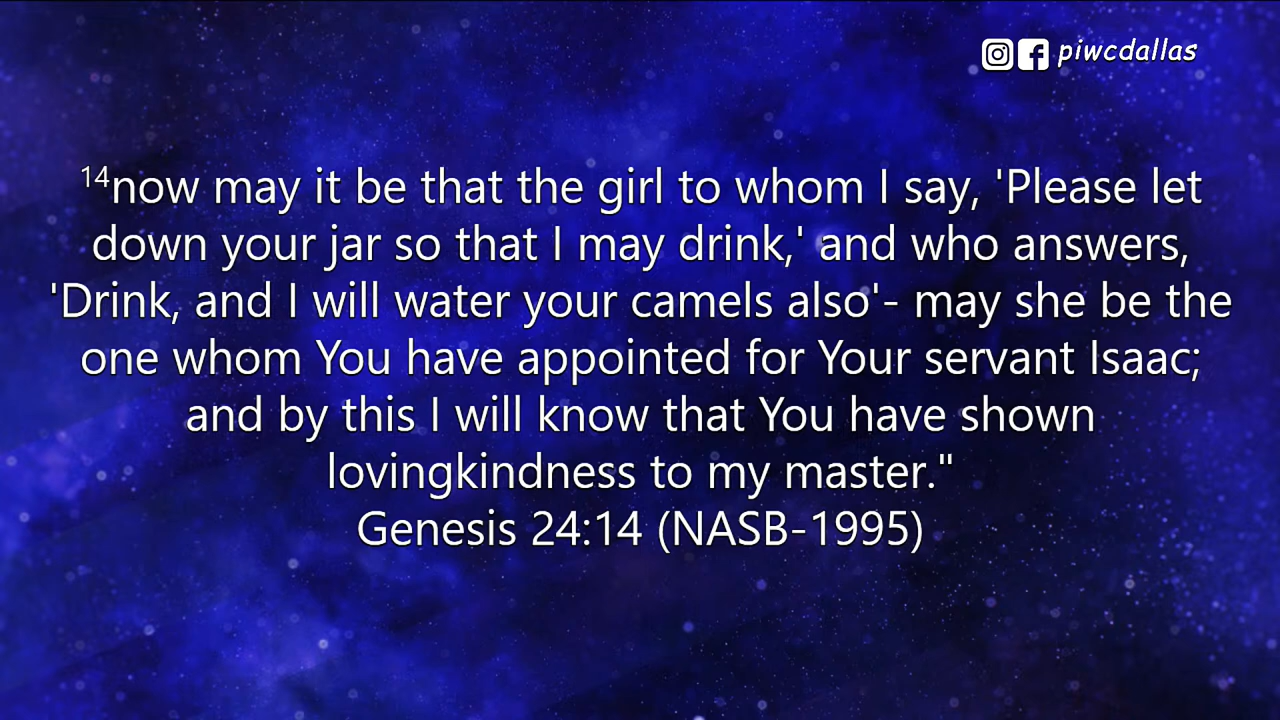 piwcdallas
¹⁴now may it be that the girl to whom I say, 'Please let
down your jar so that I may drink,' and who answers,
'Drink, and I will water your camels also'- may she be the
one whom You have appointed for Your servant Isaac;
and by this I will know that You have shown
lovingkindness to my master."
Genesis 24:14 (NASB-1995)